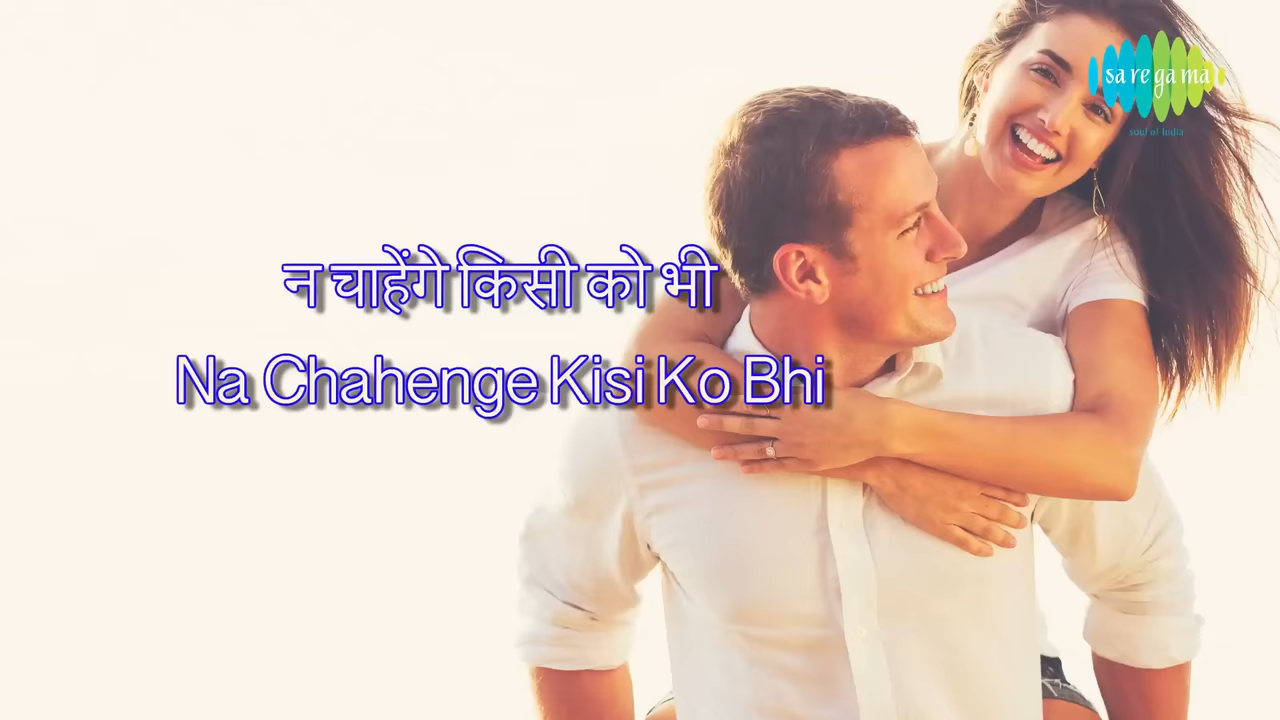 sa re ga ma
soul of India
न चाहेंगे किसी को भी
Na Chahenge Kisi Ko Bhi